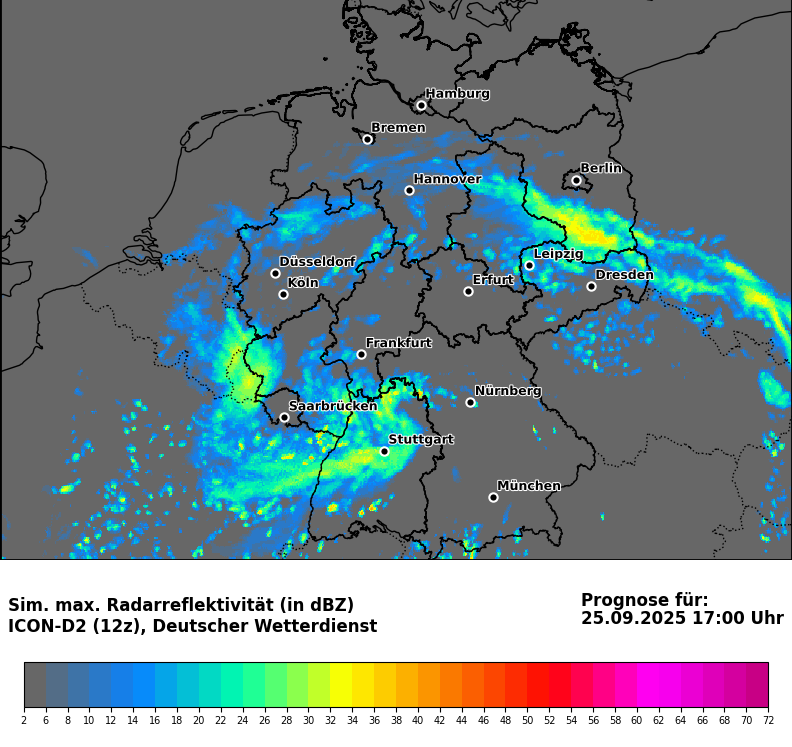 Hamburg
Bremen
Berlin
Hannover
Leipzig
Düsseldorf
Dresden
Köln
Erfurt
Frankfurt
Nürnberg
Saarbrücken
Stuttgart
München
Sim. max. Radarreflektivität (in dBZ)
ICON-D2 (12z), Deutscher Wetterdienst
Prognose für:
25.09.2025 17:00 Uhr
2 6 8 10 12 14 16 18 20 22 24 26 28 30 32 34 36 38 40 42 44 46 48 50 52 54 56 58 60 62 64 66 68 70 72